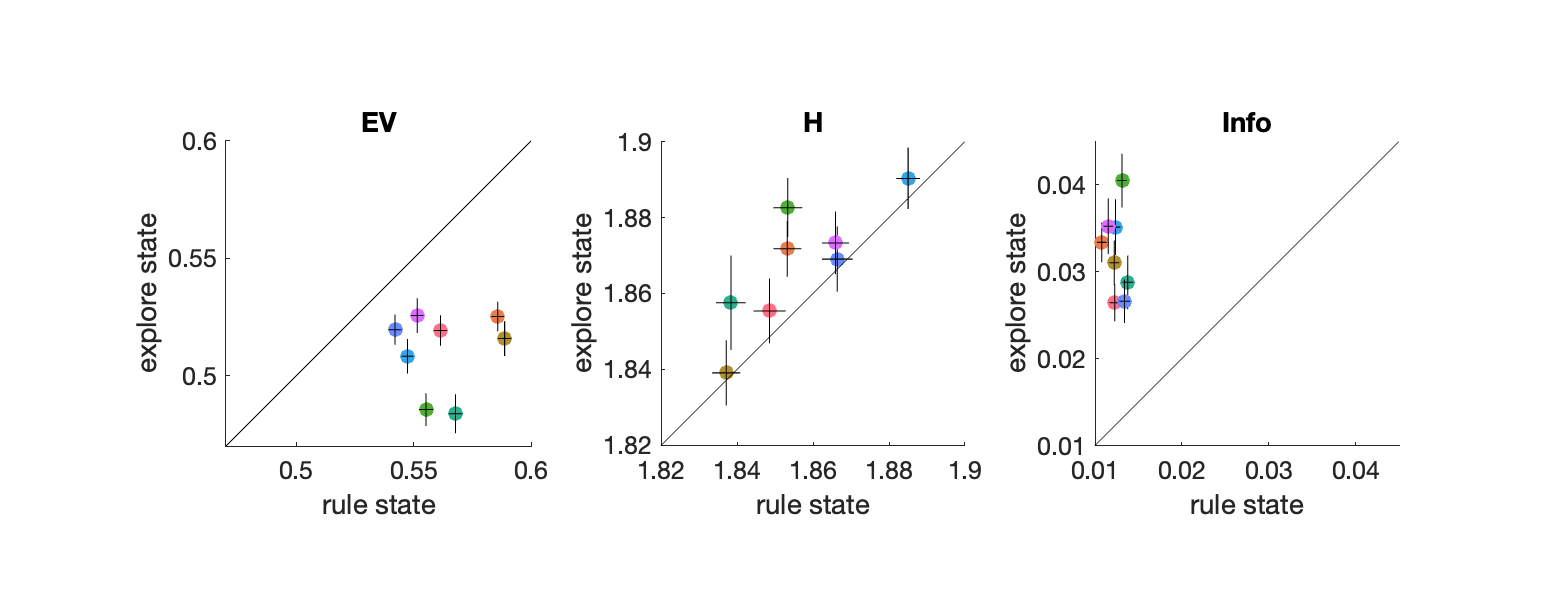 EV
0.6
0.55
0.5
explore state
0.5 0.55 0.6
rule state
H
1.9
1.88
1.86
1.84
1.82
explore state
1.82 1.84 1.86 1.88 1.9
rule state
Info
0.04
0.03
0.02
0.01
explore state
0.01 0.02 0.03 0.04
rule state